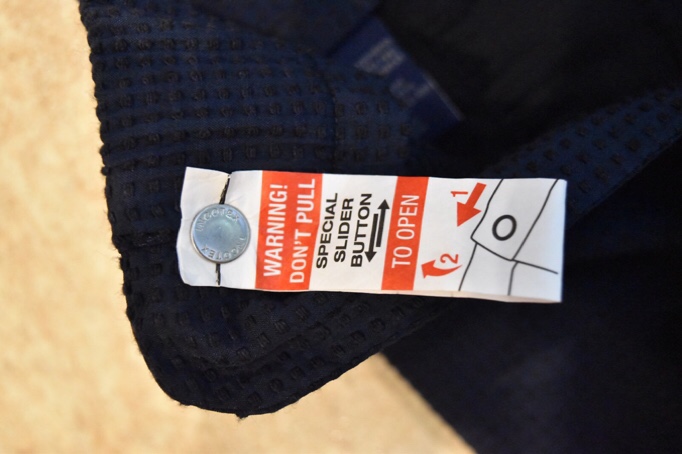 WARNING!
DON'T PULL
SPECIAL
SLIDER
BUTTON
TO OPEN
1
2